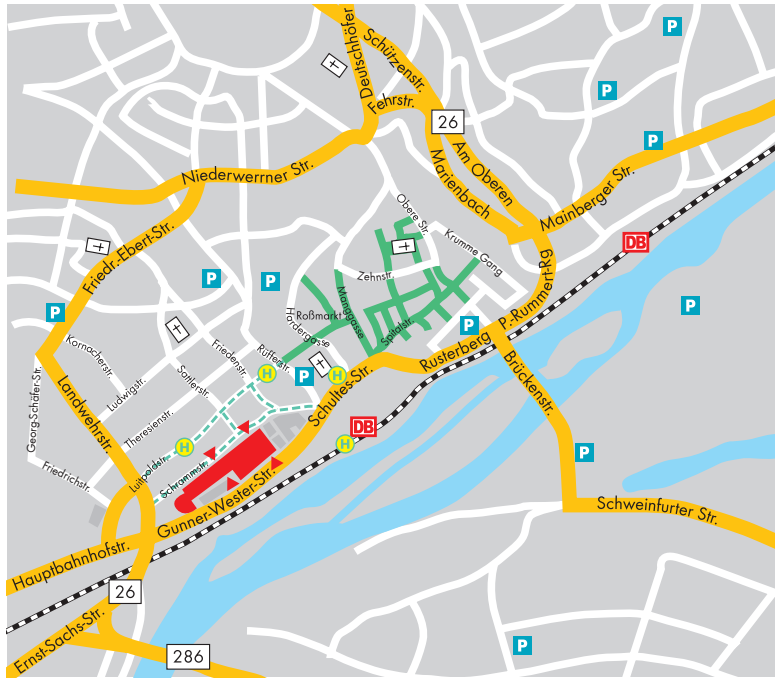 P
Deutschhöfer
Schützenstr.
P
Fehrstr.
26
P
Am Oberen
Marienbach
Niederwerrner Str.
Mainberger Str.
Obere Str.
Krumme Gang
DB
Friedr.-Ebert-Str.
Zehnstr.
P
P
P
P
Manggasse
Roßmarkt
Hardergasse
Spitalstr.
P
P.-Rummert-Rg
Kornacherstr.
Friedenstr.
Rüfferstr.
Rusterberg
Brückenstr.
Georg-Schäfer-Str.
Landwehrstr.
Ludwigstr.
Sattlerstr.
H
P
H
Schultes-Str.
Theresienstr.
DB
H
H
P
Friedrichstr.
Luitpoldstr.
Schrammstr.
Gunner-Wester-Str.
Schweinfurter Str.
Hauptbahnhofstr.
26
Ernst-Sachs-Str.
286
P